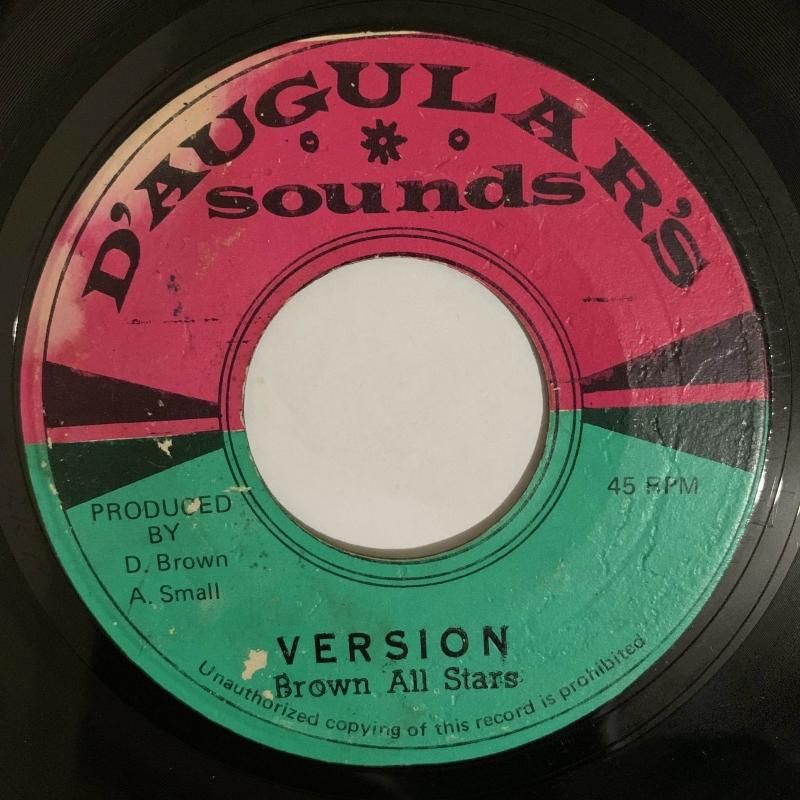 D'AUGULAR'S
sounds
45 RPM
PRODUCED
BY
D. Brown
A. Small
VERSION
Brown All Stars
Unauthorized copying of this record is prohibited